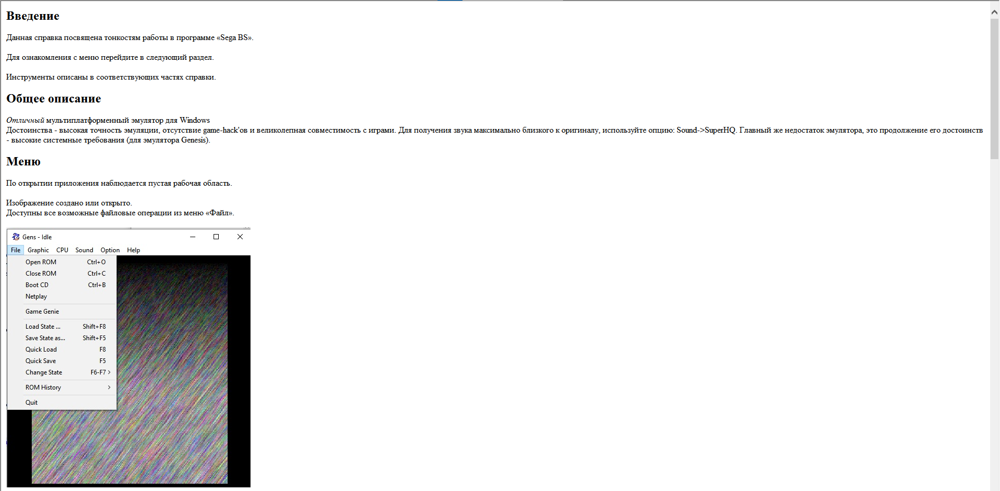 Введение
Данная справка посвящена тонкостям работы в программе «Sega BS».
Для ознакомления с меню перейдите в следующий раздел.
Инструменты описаны в соответствующих частях справки.
Общее описание
Отличный мультиплатформенный эмулятор для Windows
Достоинства - высокая точность эмуляции, отсутствие game-hack'ов и великолепная совместимость с играми. Для получения звука максимально близкого к оригиналу, используйте опцию: Sound->SuperHQ. Главный же недостаток эмулятора, это продолжение его достоинств
- высокие системные требования (для эмулятора Genesis).
Меню
По открытии приложения наблюдается пустая рабочая область.
Изображение создано или открыто.
Доступны все возможные файловые операции из меню «Файл».
Gens - Idle
File Graphic CPU Sound Option Help
Open ROM Ctrl+O
Close ROM Ctrl+C
Boot CD Ctrl+B
Netplay
Game Genie
Load State ... Shift+F8
Save State as... Shift+F5
Quick Load F8
Quick Save F5
Change State F6-F7
ROM History
Quit